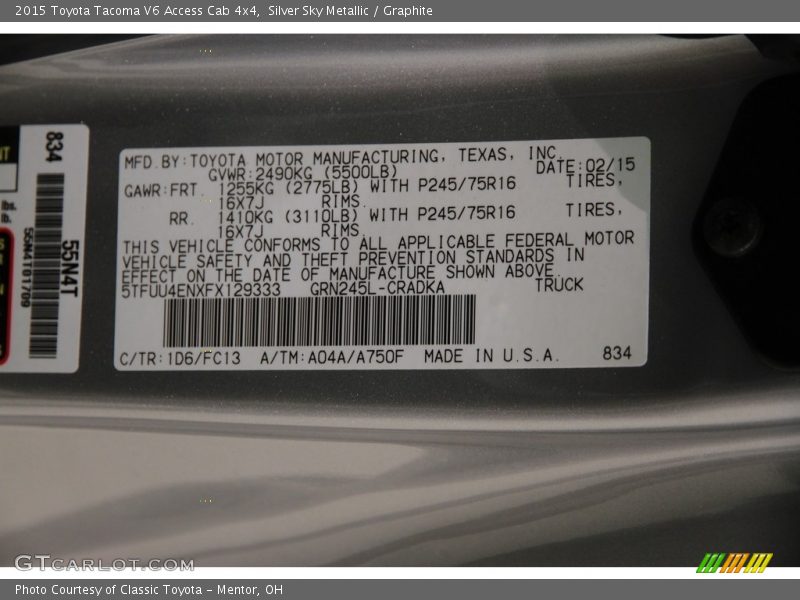 2015 Toyota Tacoma V6 Access Cab 4x4, Silver Sky Metallic / Graphite
MFD.BY:TOYOTA MOTOR MANUFACTURING, TEXAS, INC.
GVWR:2490KG (5500LB) DATE:02/15
GAWR:FRT. 1255KG (2775LB) WITH P245/75R16 TIRES,
16X7J RIMS.
RR. 1410KG (3110LB) WITH P245/75R16 TIRES,
16X7J RIMS.
THIS VEHICLE CONFORMS TO ALL APPLICABLE FEDERAL MOTOR
VEHICLE SAFETY AND THEFT PREVENTION STANDARDS IN
EFFECT ON THE DATE OF MANUFACTURE SHOWN ABOVE.
5TFUU4ENXFX129333 GRN245L-CRADKA TRUCK
C/TR:1D6/FC13 A/TM:A04A/A750F MADE IN U.S.A. 834
834
55N4T
55N4T01709
lbs.
lb.
GTCARLOT.COM
Photo Courtesy of Classic Toyota - Mentor, OH